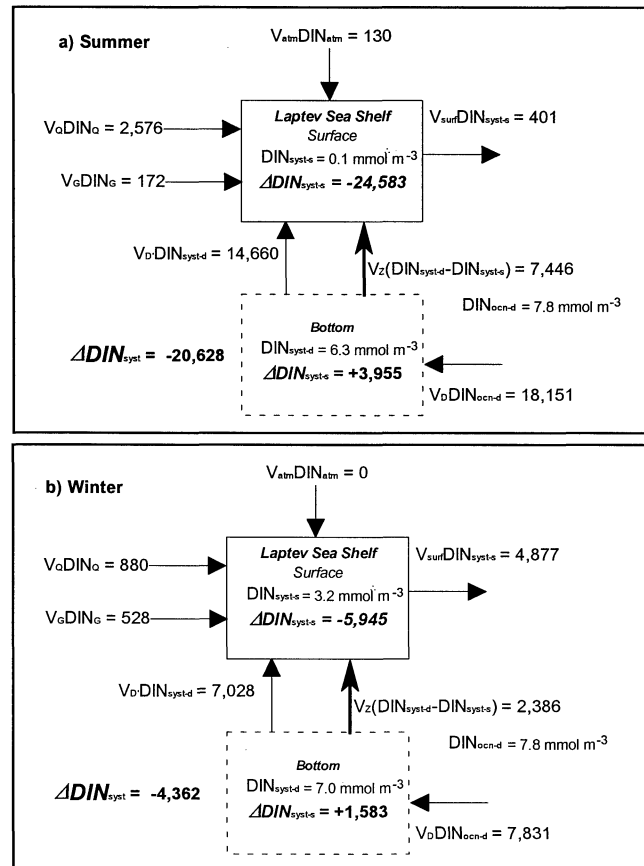 a) Summer
VatmDINatm = 130
Laptev Sea Shelf
Surface
DINsyst-s = 0.1 mmol m-3
ΔDINsyst-s = -24,583
VQDINQ = 2,576
VGDING = 172
VsurfDINsyst-s = 401
VD'DINsyst-d = 14,660
VZ(DINsyst-d-DINsyst-s) = 7,446
DINocn-d = 7.8 mmol m-3
Bottom
DINsyst-d = 6.3 mmol m-3
ΔDINsyst-s = +3,955
ΔDINsyst = -20,628
VDDINocn-d = 18,151
b) Winter
VatmDINatm = 0
Laptev Sea Shelf
Surface
DINsyst-s = 3.2 mmol m-3
ΔDINsyst-s = -5,945
VQDINQ = 880
VGDING = 528
VsurfDINsyst-s = 4,877
VD'DINsyst-d = 7,028
VZ(DINsyst-d-DINsyst-s) = 2,386
DINocn-d = 7.8 mmol m-3
Bottom
DINsyst-d = 7.0 mmol m-3
ΔDINsyst-s = +1,583
ΔDINsyst = -4,362
VDDINocn-d = 7,831